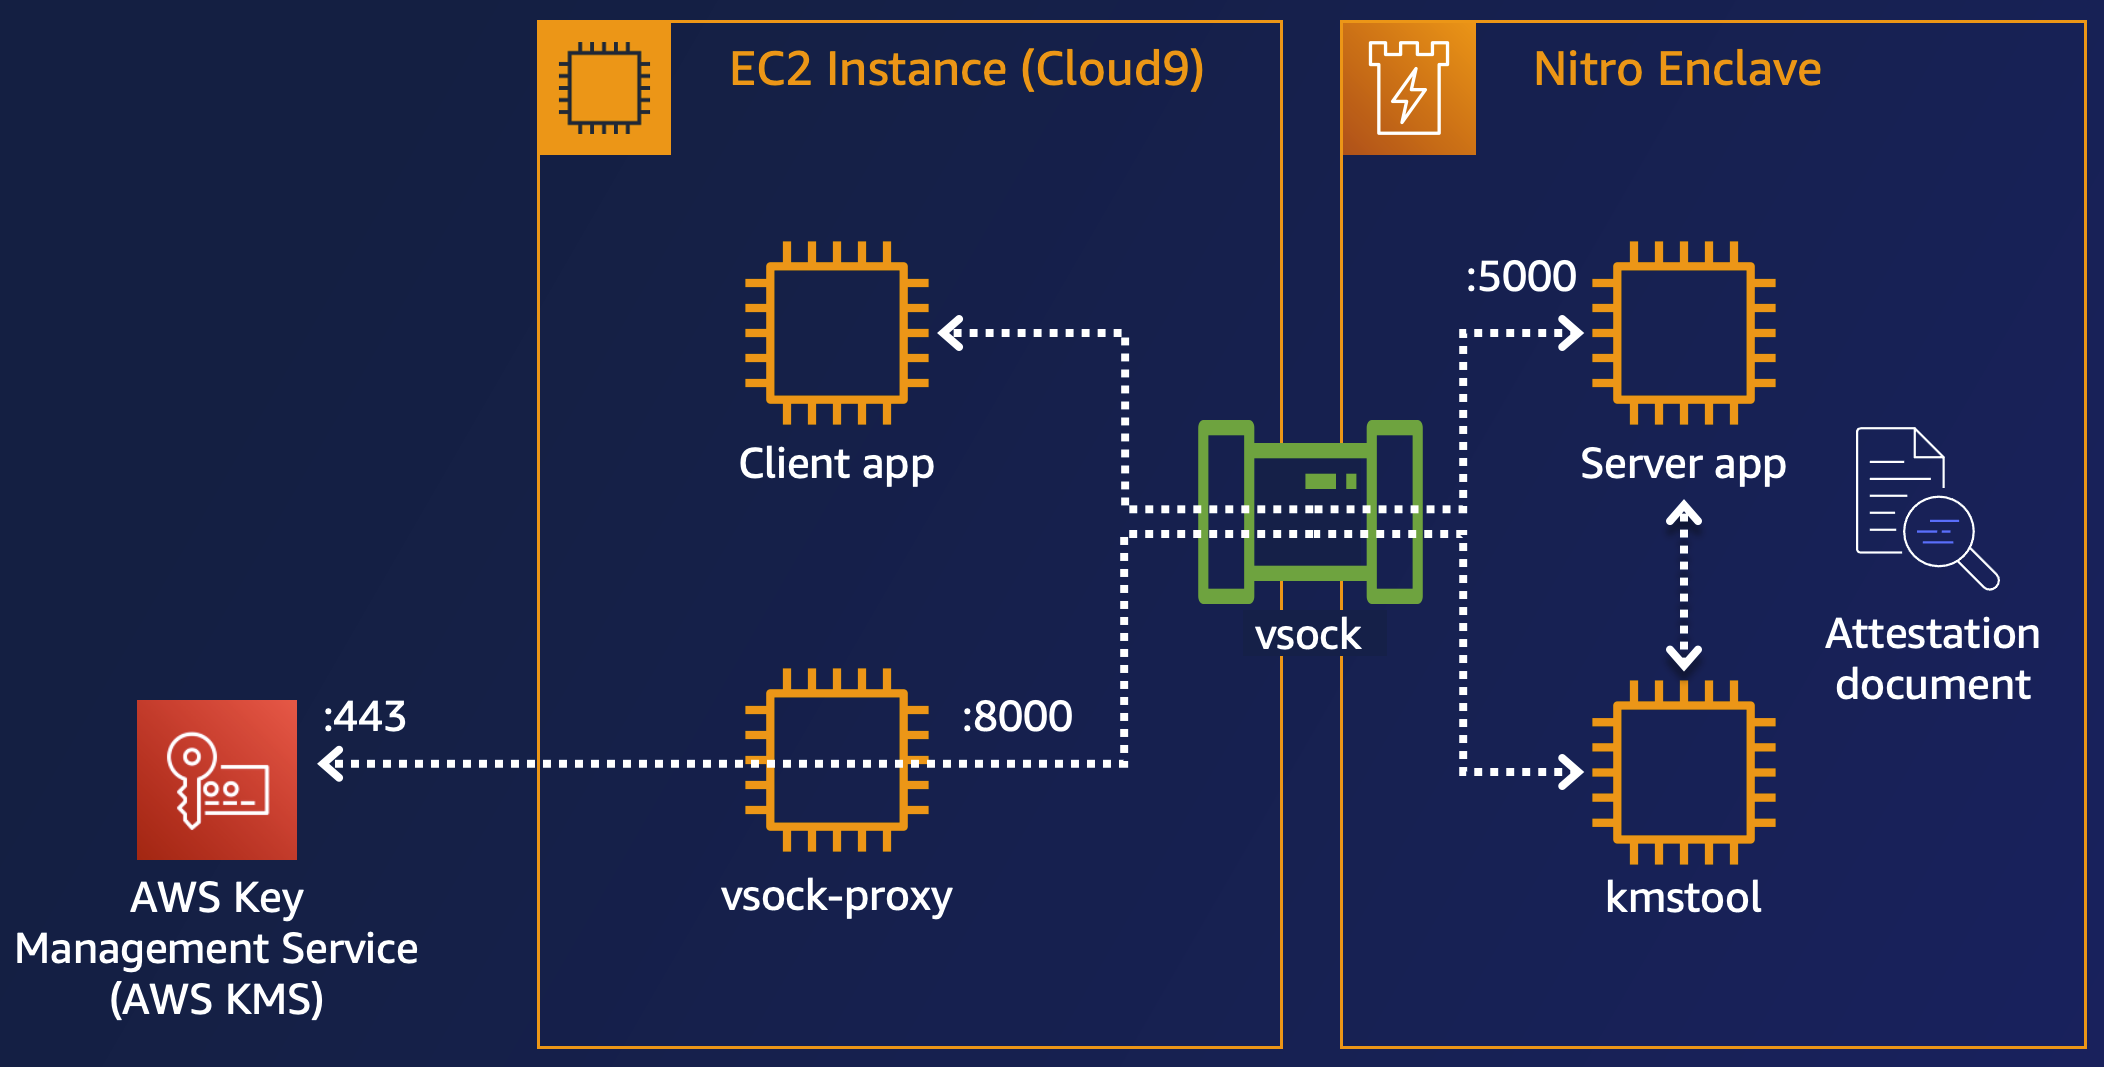 EC2 Instance (Cloud9)
Nitro Enclave
:5000
Client app
Server app
vsock
Attestation
document
:443
:8000
vsock-proxy
kmstool
AWS Key
Management Service
(AWS KMS)